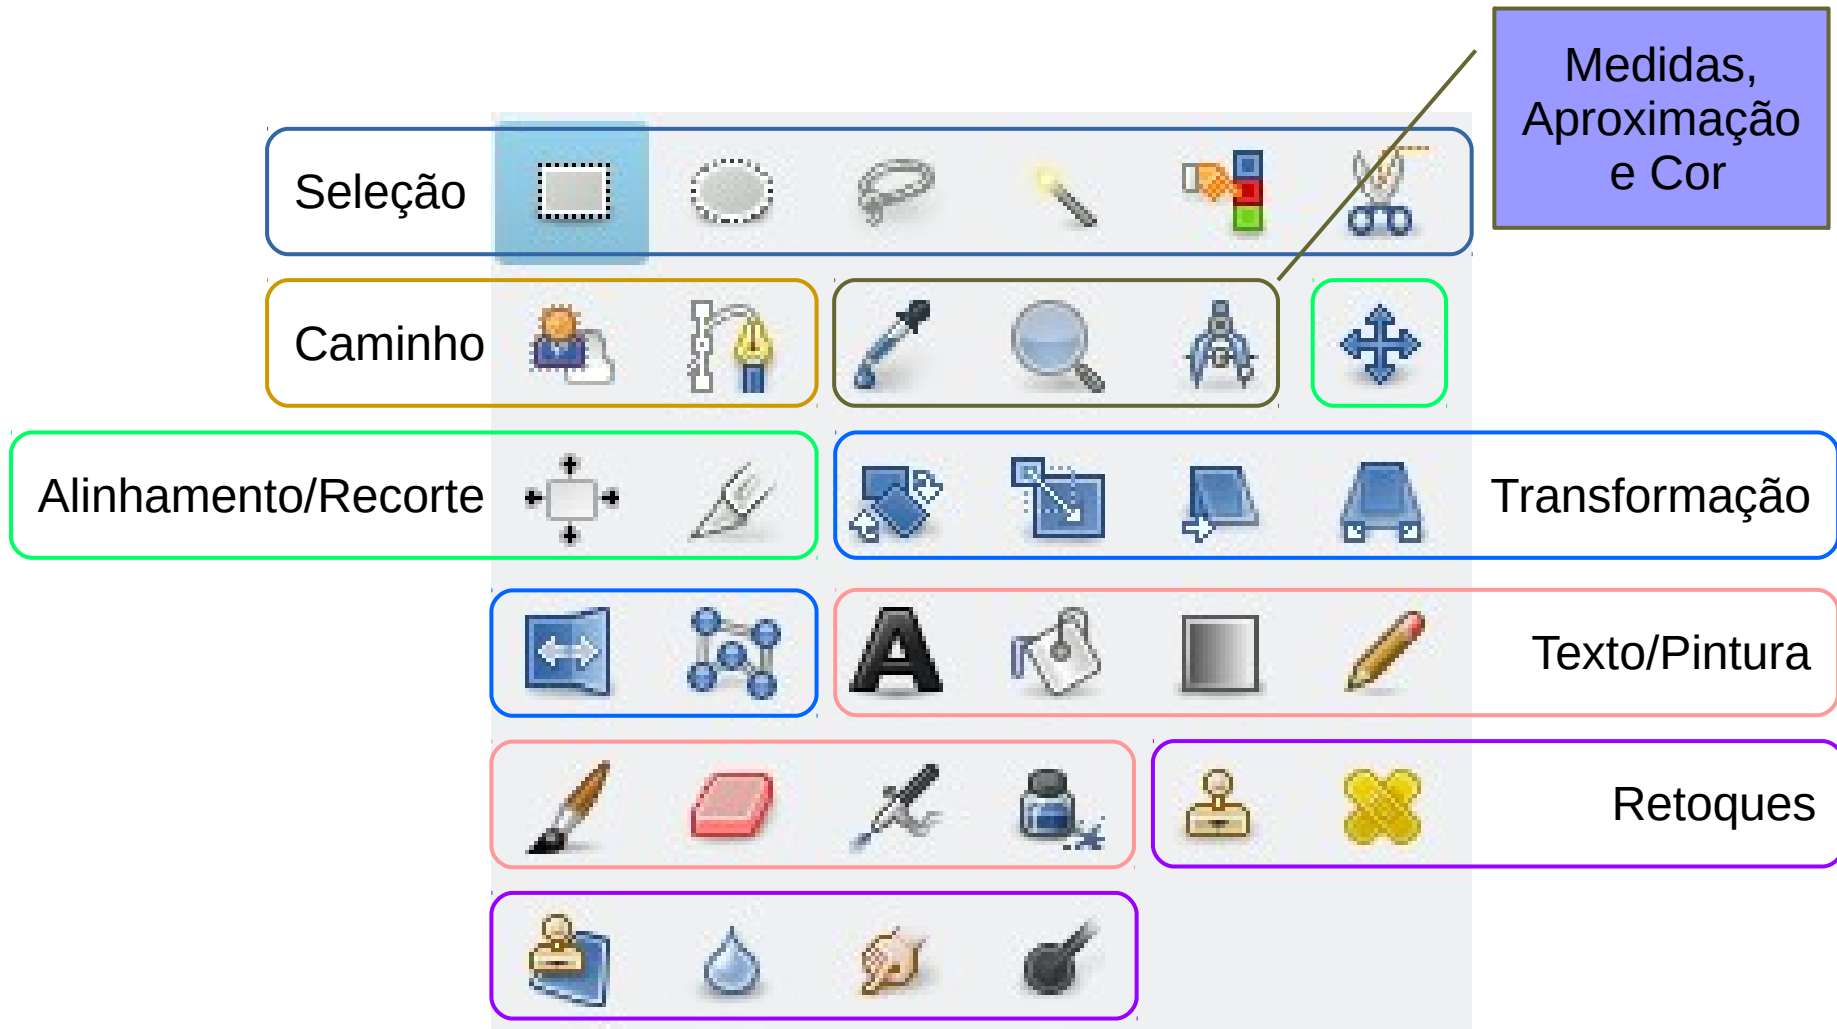 Medidas,
Aproximação
e Cor
Seleção
Caminho
Alinhamento/Recorte
Transformação
Texto/Pintura
Retoques